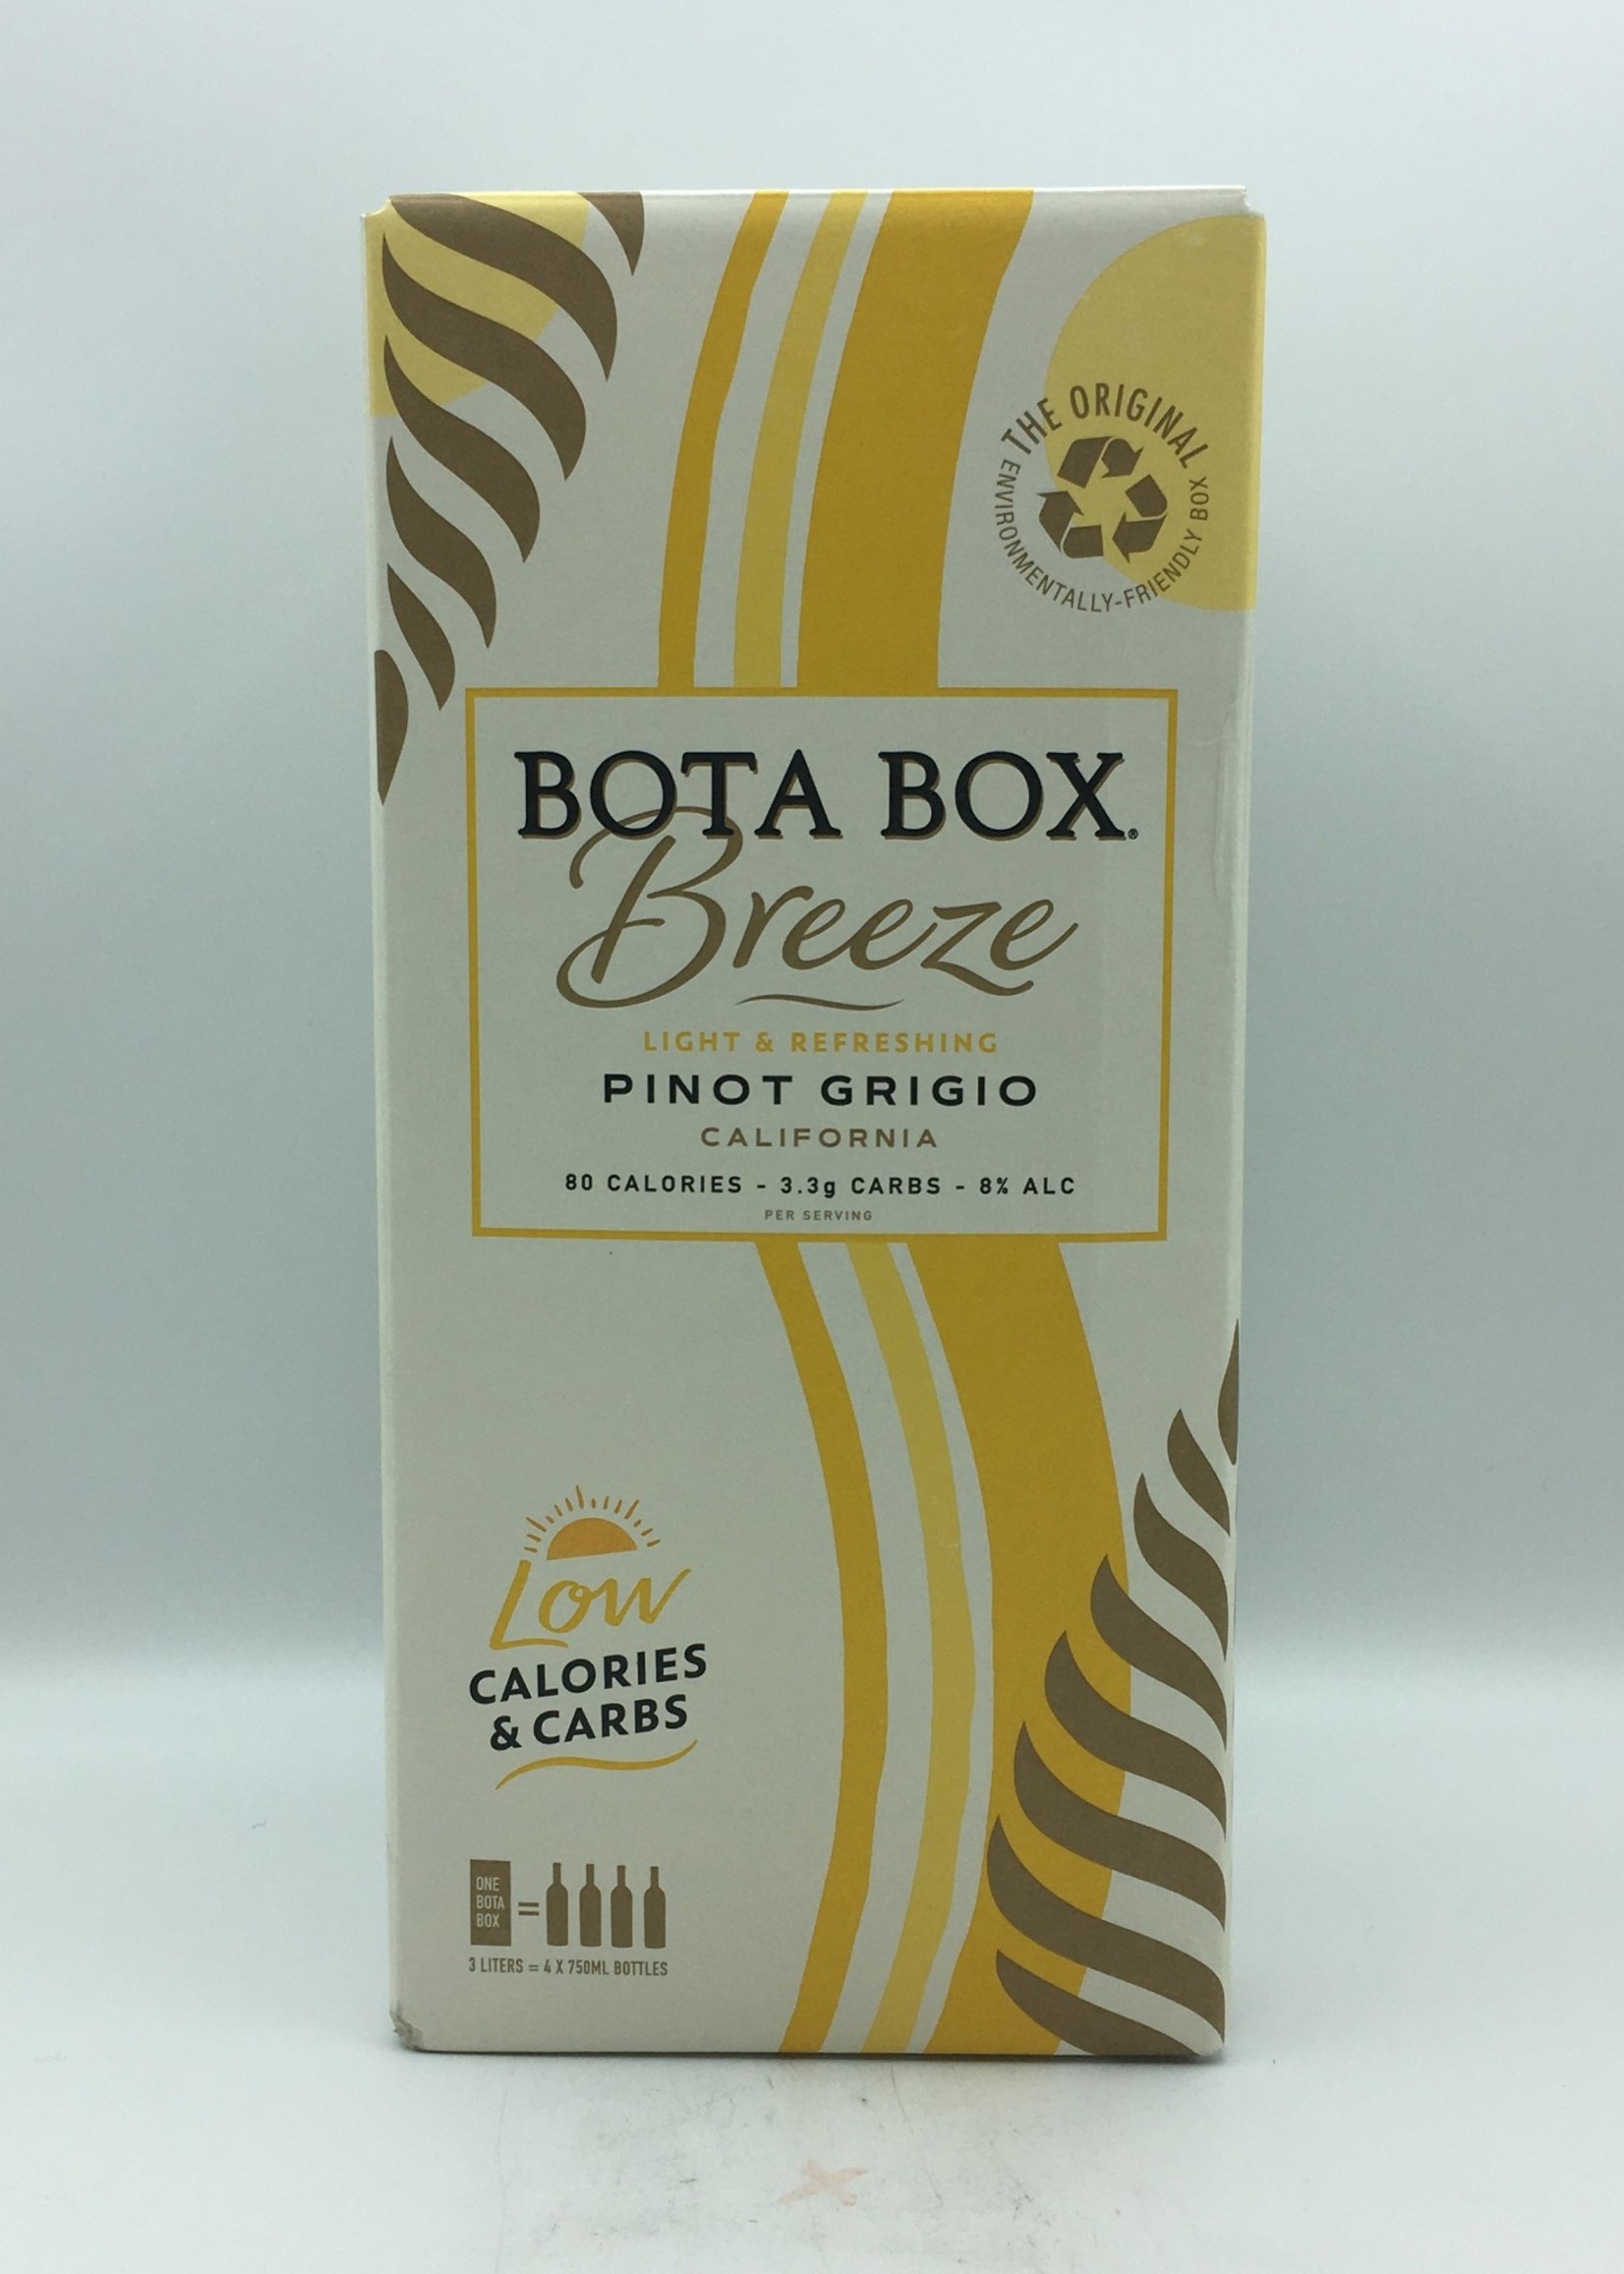 THE ORIGINAL
ENVIRONMENTALLY-FRIENDLY BOX
BOTA BOX®
Breeze
LIGHT & REFRESHING
PINOT GRIGIO
CALIFORNIA
80 CALORIES - 3.3g CARBS - 8% ALC
PER SERVING
Low
CALORIES
& CARBS
ONE
BOTA
BOX
=
3 LITERS = 4 X 750ML BOTTLES